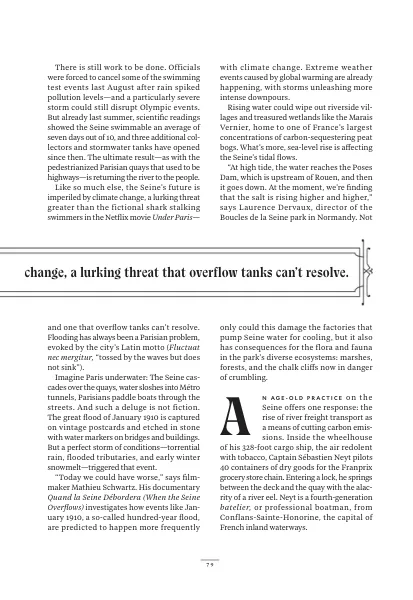 There is still work to be done. Officials
were forced to cancel some of the swimming
test events last August after rain spiked
pollution levels—and a particularly severe
storm could still disrupt Olympic events.
But already last summer, scientific readings
showed the Seine swimmable an average of
seven days out of 10, and three additional col-
lectors and stormwater tanks have opened
since then. The ultimate result—as with the
pedestrianized Parisian quays that used to be
highways—is returning the river to the people.
Like so much else, the Seine's future is
imperiled by climate change, a lurking threat
greater than the fictional shark stalking
swimmers in the Netflix movie Under Paris—
with climate change. Extreme weather
events caused by global warming are already
happening, with storms unleashing more
intense downpours.
Rising water could wipe out riverside vil-
lages and treasured wetlands like the Marais
Vernier, home to one of France's largest
concentrations of carbon-sequestering peat
bogs. What's more, sea-level rise is affecting
the Seine's tidal flows.
"At high tide, the water reaches the Poses
Dam, which is upstream of Rouen, and then
it goes down. At the moment, we're finding
that the salt is rising higher and higher,"
says Laurence Dervaux, director of the
Boucles de la Seine park in Normandy. Not
change, a lurking threat that overflow tanks can't resolve.
and one that overflow tanks can't resolve.
Flooding has always been a Parisian problem,
evoked by the city's Latin motto (Fluctuat
nec mergitur, "tossed by the waves but does
not sink").
Imagine Paris underwater: The Seine cas-
cades over the quays, water sloshes into Métro
tunnels, Parisians paddle boats through the
streets. And such a deluge is not fiction.
The great flood of January 1910 is captured
on vintage postcards and etched in stone
with water markers on bridges and buildings.
But a perfect storm of conditions—torrential
rain, flooded tributaries, and early winter
snowmelt—triggered that event.
"Today we could have worse," says film-
maker Mathieu Schwartz. His documentary
Quand la Seine Débordera (When the Seine
Overflows) investigates how events like Jan-
uary 1910, a so-called hundred-year flood,
are predicted to happen more frequently
only could this damage the factories that
pump Seine water for cooling, but it also
has consequences for the flora and fauna
in the park's diverse ecosystems: marshes,
forests, and the chalk cliffs now in danger
of crumbling.
AN AGE-OLD PRACTICE on the
Seine offers one response: the
rise of river freight transport as
a means of cutting carbon emis-
sions. Inside the wheelhouse
of his 328-foot cargo ship, the air redolent
with tobacco, Captain Sébastien Neyt pilots
40 containers of dry goods for the Franprix
grocery store chain. Entering a lock, he springs
between the deck and the quay with the alac-
rity of a river eel. Neyt is a fourth-generation
batelier, or professional boatman, from
Conflans-Sainte-Honorine, the capital of
French inland waterways.
79